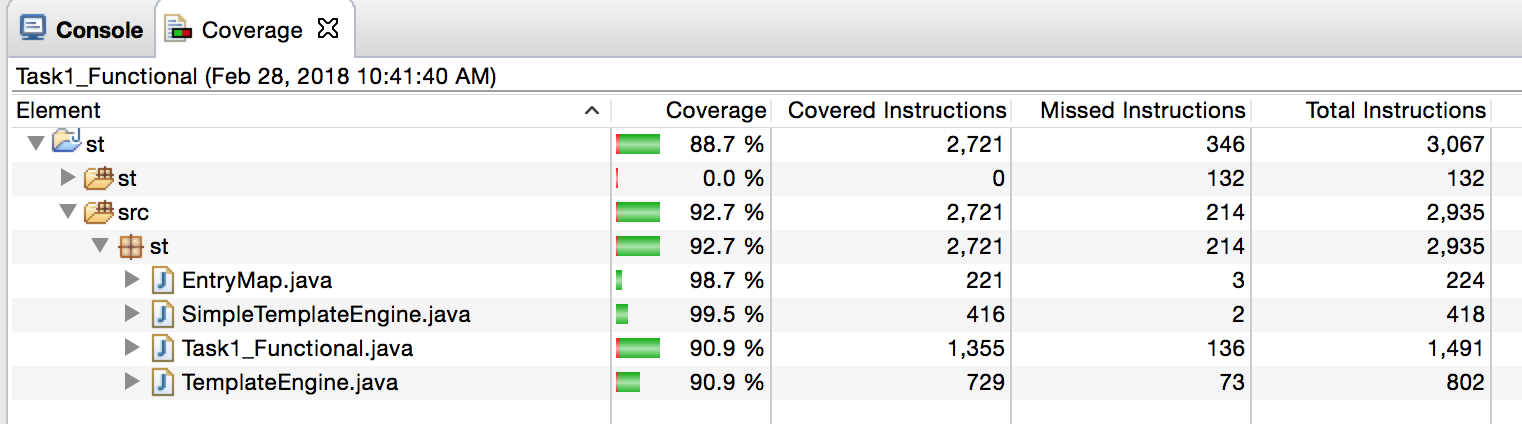 Console Coverage
Task1_Functional (Feb 28, 2018 10:41:40 AM)
Element Coverage Covered Instructions Missed Instructions Total Instructions
st 88.7 % 2,721 346 3,067
st 0.0 % 0 132 132
src 92.7 % 2,721 214 2,935
st 92.7 % 2,721 214 2,935
EntryMap.java 98.7 % 221 3 224
SimpleTemplateEngine.java 99.5 % 416 2 418
Task1_Functional.java 90.9 % 1,355 136 1,491
TemplateEngine.java 90.9 % 729 73 802